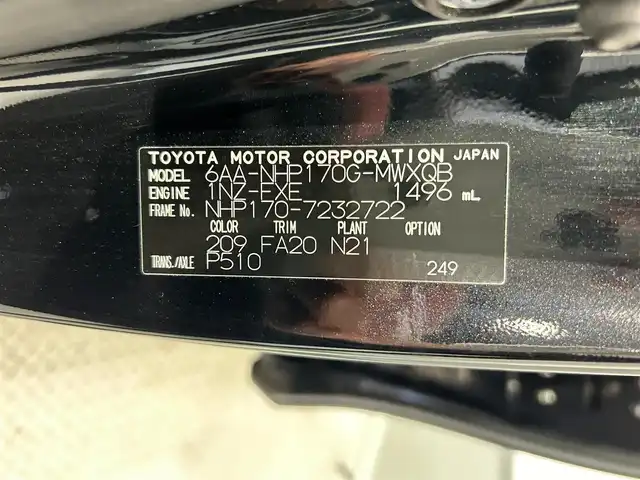 TOYOTA MOTOR CORPORATION JAPAN
MODEL 6AA-NHP170G-MWXQB
ENGINE 1NZ-FXE 1496 mL
FRAME No. NHP170-7232722
COLOR TRIM PLANT OPTION
209 FA20 N21
TRANS./AXLE P510 249